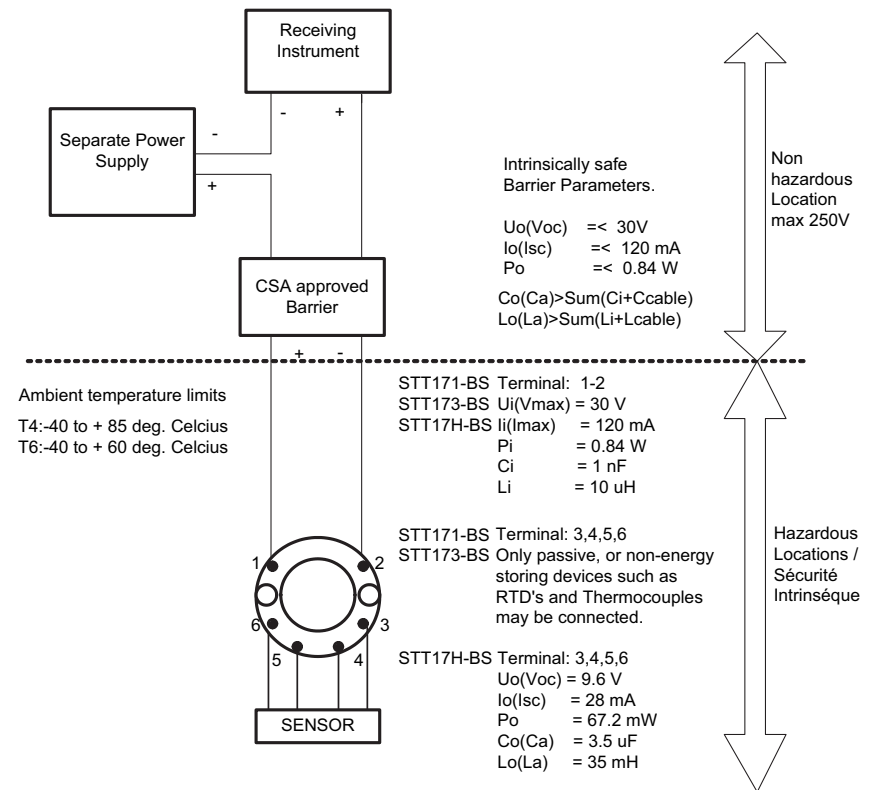 Receiving
Instrument
-
+
Separate Power
Supply
-
+
Intrinsically safe
Barrier Parameters.
Uo(Voc) =< 30V
Io(Isc) =< 120 mA
Po =< 0.84 W
Co(Ca)>Sum(Ci+Ccable)
Lo(La)>Sum(Li+Lcable)
Non
hazardous
Location
max 250V
CSA approved
Barrier
+ -
Ambient temperature limits
T4:-40 to + 85 deg. Celcius
T6:-40 to + 60 deg. Celcius
STT171-BS Terminal: 1-2
STT173-BS Ui(Vmax) = 30 V
STT17H-BS Ii(Imax) = 120 mA
Pi = 0.84 W
Ci = 1 nF
Li = 10 uH
STT171-BS Terminal: 3,4,5,6
STT173-BS Only passive, or non-energy
storing devices such as
RTD's and Thermocouples
may be connected.
STT17H-BS Terminal: 3,4,5,6
Uo(Voc) = 9.6 V
Io(Isc) = 28 mA
Po = 67.2 mW
Co(Ca) = 3.5 uF
Lo(La) = 35 mH
Hazardous
Locations /
Sécurité
Intrinséque
1 2
6 3
5 4
SENSOR